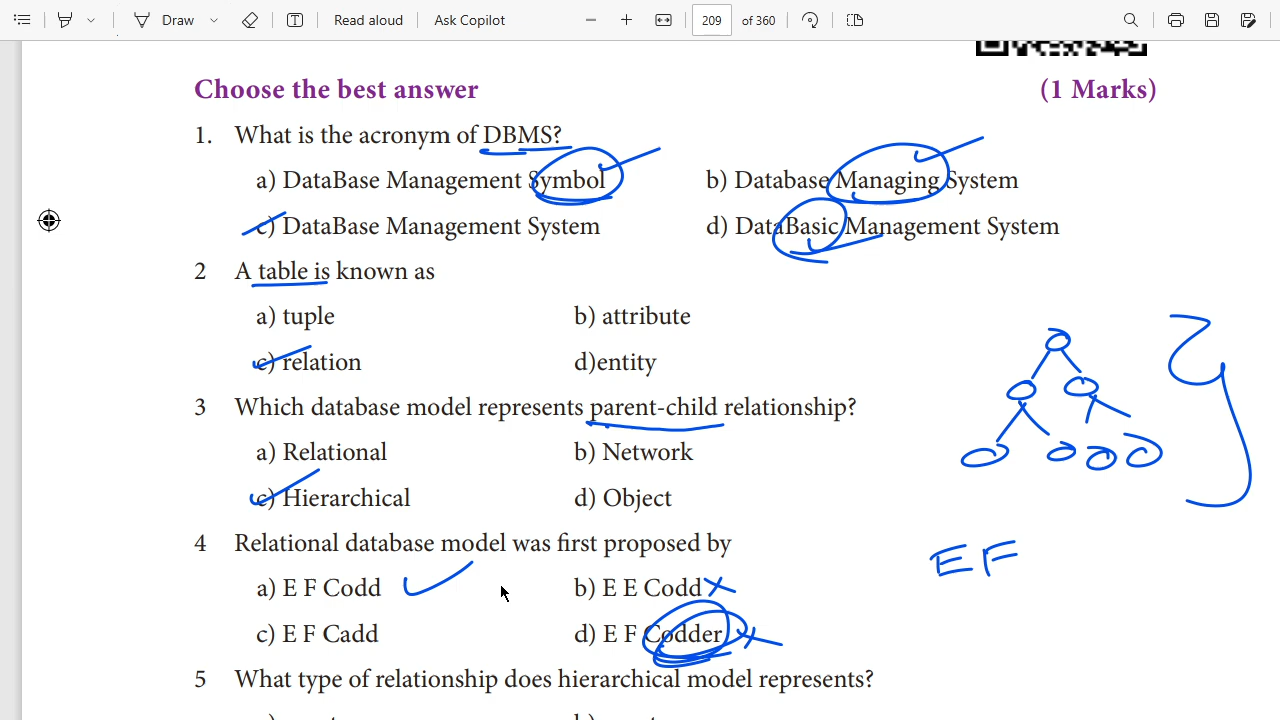 Draw
Read aloud
Ask Copilot
209 of 360
Choose the best answer (1 Marks)
1. What is the acronym of DBMS?
a) DataBase Management Symbol b) Database Managing System
c) DataBase Management System d) DataBasic Management System
2 A table is known as
a) tuple b) attribute
c) relation d)entity
3 Which database model represents parent-child relationship?
a) Relational b) Network
c) Hierarchical d) Object
4 Relational database model was first proposed by
E F
a) E F Codd b) E E Codd
c) E F Cadd d) E F Codder
5 What type of relationship does hierarchical model represents?